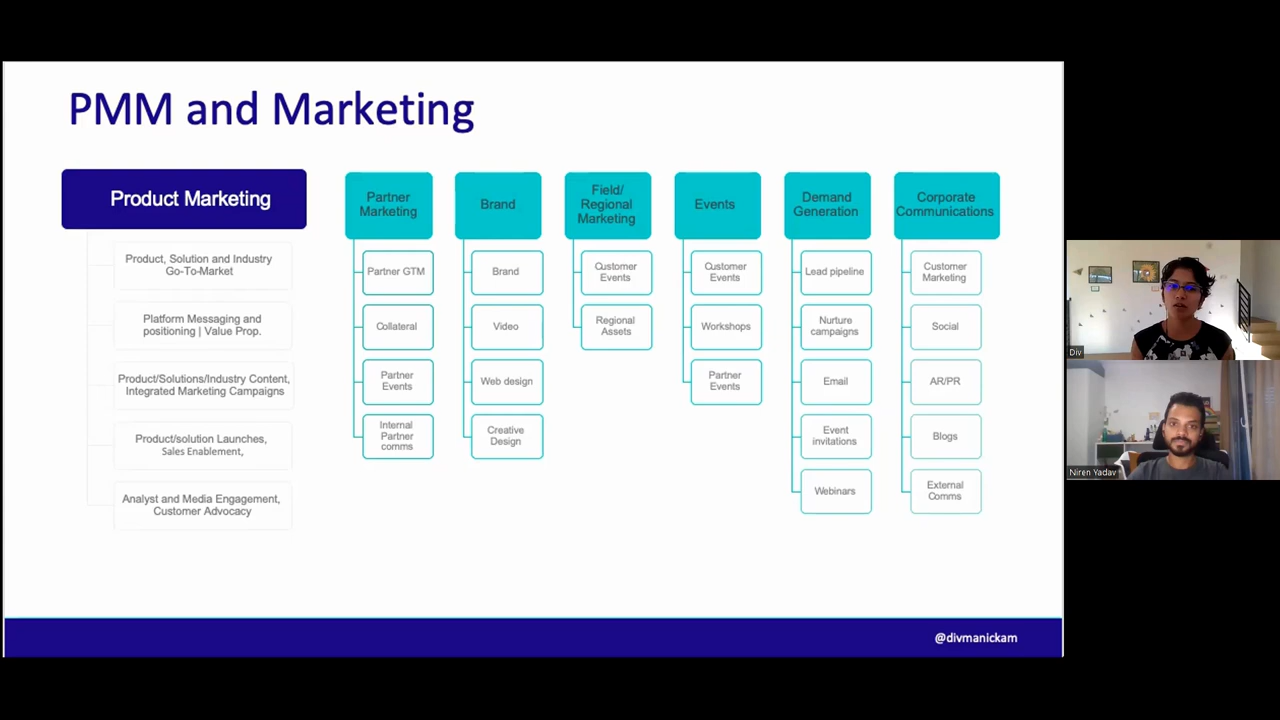 PMM and Marketing
Product Marketing
Product, Solution and Industry
Go-To-Market
Platform Messaging and
positioning | Value Prop.
Product/Solutions/Industry Content,
Integrated Marketing Campaigns
Product/solution Launches,
Sales Enablement,
Analyst and Media Engagement,
Customer Advocacy
Partner
Marketing
Partner GTM
Collateral
Partner
Events
Internal
Partner
comms
Brand
Brand
Video
Web design
Creative
Design
Field/
Regional
Marketing
Customer
Events
Regional
Assets
Events
Customer
Events
Workshops
Partner
Events
Demand
Generation
Lead pipeline
Nurture
campaigns
Email
Event
invitations
Webinars
Corporate
Communications
Customer
Marketing
Social
AR/PR
Blogs
External
Comms
@divmanickam
Div
Niren Yadav